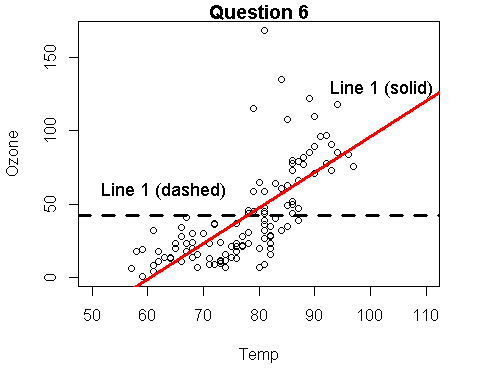 Question 6
150
Line 1 (solid)
100
Ozone
Line 1 (dashed)
50
0
50 60 70 80 90 100 110
Temp